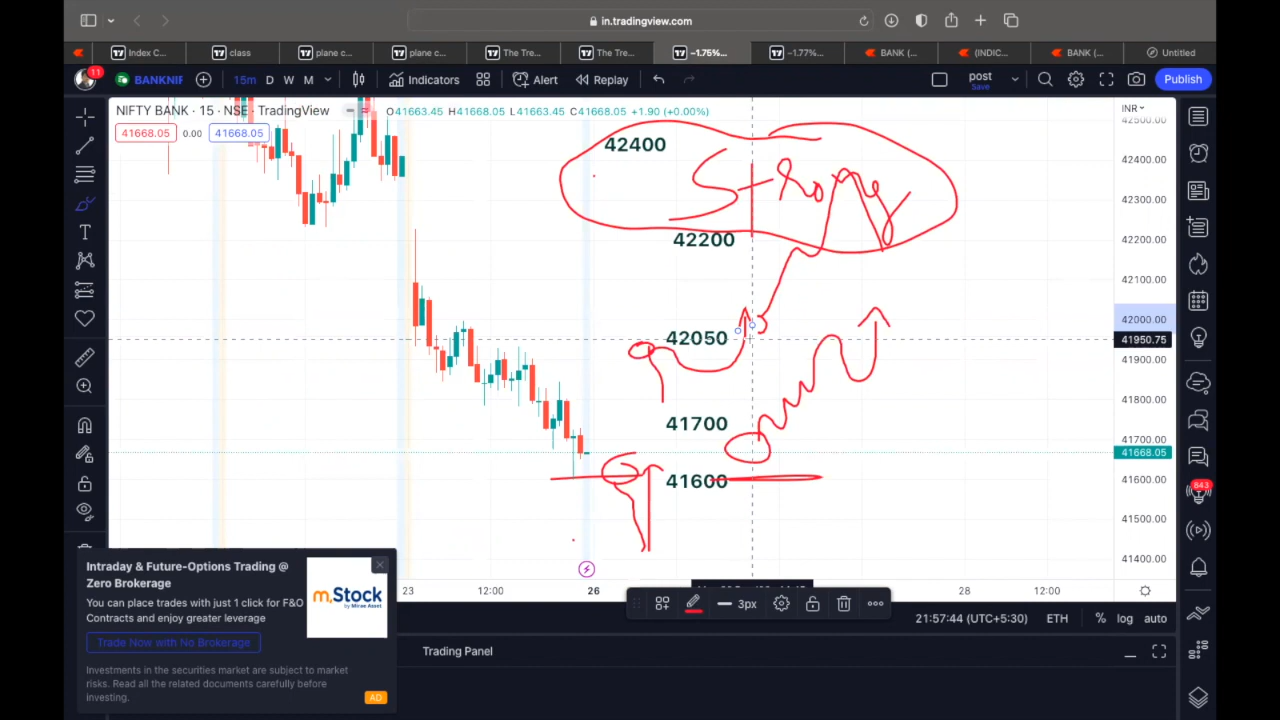 in.tradingview.com
Index C...
class
plane c...
plane c...
The Tre...
The Tre...
−1.75%...
−1.77%...
BANK (...
(INDIC...
BANK (...
Untitled
11
BANKNIF
15m
D
W
M
Indicators
Alert
Replay
post
Save
Publish
NIFTY BANK · 15 · NSE · TradingView
O41663.45 H41668.05 L41663.45 C41668.05 +1.90 (+0.00%)
INR
41668.05
0.00
41668.05
42400
Strong
42200
42050
41700
41600
42500.00
42400.00
42300.00
42200.00
42100.00
42000.00
41950.75
41900.00
41800.00
41700.00
41668.05
41600.00
41500.00
41400.00
843
23
12:00
26
28
12:00
3px
21:57:44 (UTC+5:30)
ETH
%
log
auto
Trading Panel
Intraday & Future-Options Trading @
Zero Brokerage
You can place trades with just 1 click for F&O
Contracts and enjoy greater leverage
Trade Now with No Brokerage
Investments in the securities market are subject to market
risks. Read all the related documents carefully before
investing.
m.Stock
by Mirae Asset
AD